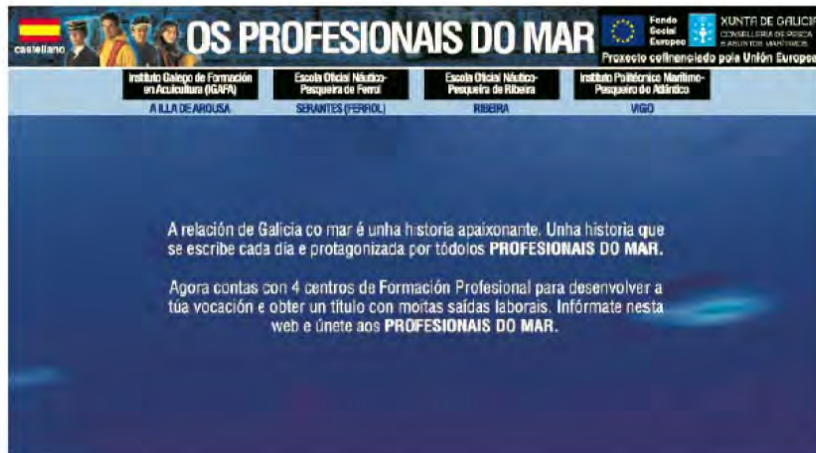 castellano
OS PROFESIONAIS DO MAR
Fondo
Social
Europeo
XUNTA DE GALICIA
CONSELLERIA DE PESCA
E ASUNTOS MARÍTIMOS
Proxecto cofinanciado pola Unión Europea
Instituto Galego de Formación
en Acuicultura (IGAFA)
A ILLA DE AROUSA
Escola Oficial Náutico-
Pesqueira de Ferrol
SERANTES (FERROL)
Escola Oficial Náutico-
Pesqueira de Ribeira
RIBEIRA
Instituto Politécnico Marítimo-
Pesqueiro do Atlántico
VIGO
A relación de Galicia co mar é unha historia apaixonante. Unha historia que
se escribe cada día e protagonizada por tódolos PROFESIONAIS DO MAR.
Agora contas con 4 centros de Formación Profesional para desenvolver a
túa vocación e obter un título con moitas saídas laborais. Infórmate nesta
web e únete aos PROFESIONAIS DO MAR.